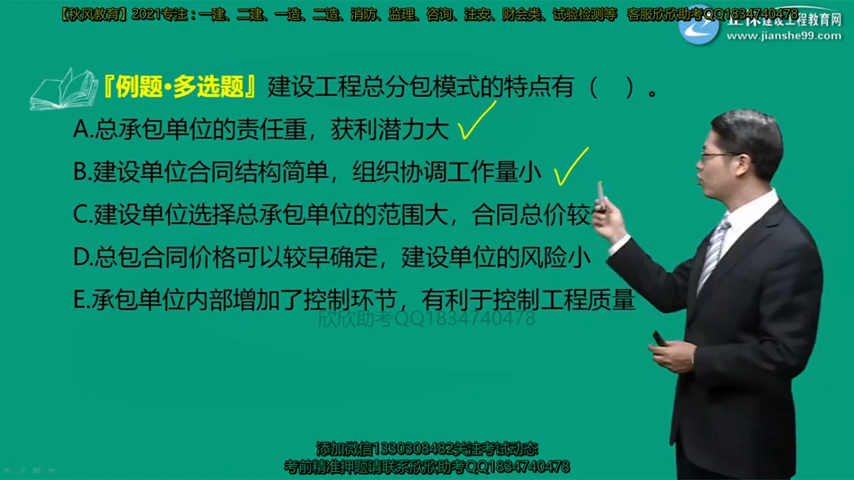 【秋风教育】2021专注：一建、二建、一造、二造、消防、监理、咨询、注安、财会类、试验检测等 客服欣欣助考QQ1834740478
建设工程教育网
www.jianshe99.com
『例题·多选题』建设工程总分包模式的特点有（ ）。
A.总承包单位的责任重，获利潜力大
B.建设单位合同结构简单，组织协调工作量小
C.建设单位选择总承包单位的范围大，合同总价较
D.总包合同价格可以较早确定，建设单位的风险小
E.承包单位内部增加了控制环节，有利于控制工程质量
欣欣助考QQ1834740478
添加微信1330308482关注考试动态
考前精准押题请联系欣欣助考QQ1834740478